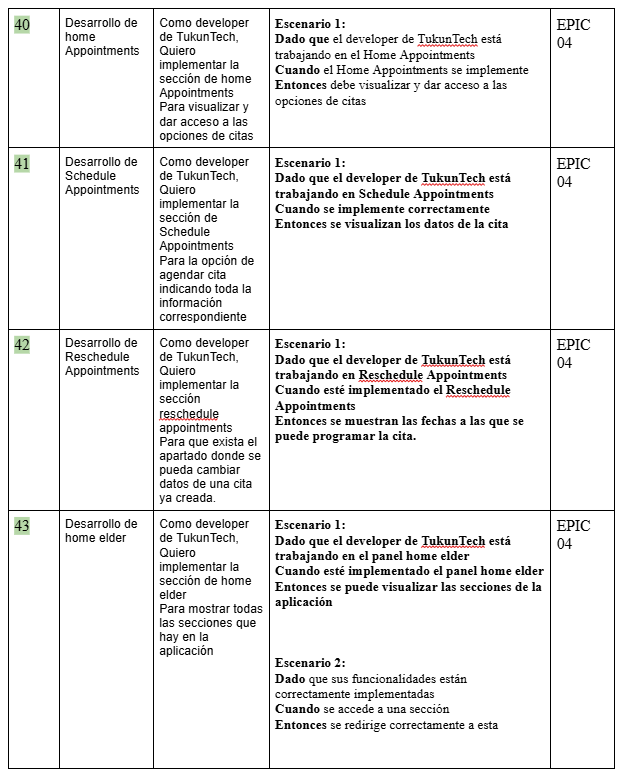 40
Desarrollo de
home
Appointments
Como developer
de TukunTech,
Quiero
implementar la
sección de home
Appointments
Para visualizar y
dar acceso a las
opciones de citas
Escenario 1:
Dado que el developer de TukunTech está
trabajando en el Home Appointments
Cuando el Home Appointments se implemente
Entonces debe visualizar y dar acceso a las
opciones de citas
EPIC
04
41
Desarrollo de
Schedule
Appointments
Como developer
de TukunTech,
Quiero
implementar la
sección de
Schedule
Appointments
Para la opción de
agendar cita
indicando toda la
información
correspondiente
Escenario 1:
Dado que el developer de TukunTech está
trabajando en Schedule Appointments
Cuando se implemente correctamente
Entonces se visualizan los datos de la cita
EPIC
04
42
Desarrollo de
Reschedule
Appointments
Como developer
de TukunTech,
Quiero
implementar la
sección
reschedule
appointments
Para que exista el
apartado donde se
pueda cambiar
datos de una cita
ya creada.
Escenario 1:
Dado que el developer de TukunTech está
trabajando en Reschedule Appointments
Cuando esté implementado el Reschedule
Appointments
Entonces se muestran las fechas a las que se
puede programar la cita.
EPIC
04
43
Desarrollo de
home elder
Como developer
de TukunTech,
Quiero
implementar la
sección de home
elder
Para mostrar todas
las secciones que
hay en la
aplicación
Escenario 1:
Dado que el developer de TukunTech está
trabajando en el panel home elder
Cuando esté implementado el panel home elder
Entonces se puede visualizar las secciones de la
aplicación
Escenario 2:
Dado que sus funcionalidades están
correctamente implementadas
Cuando se accede a una sección
Entonces se redirige correctamente a esta
EPIC
04